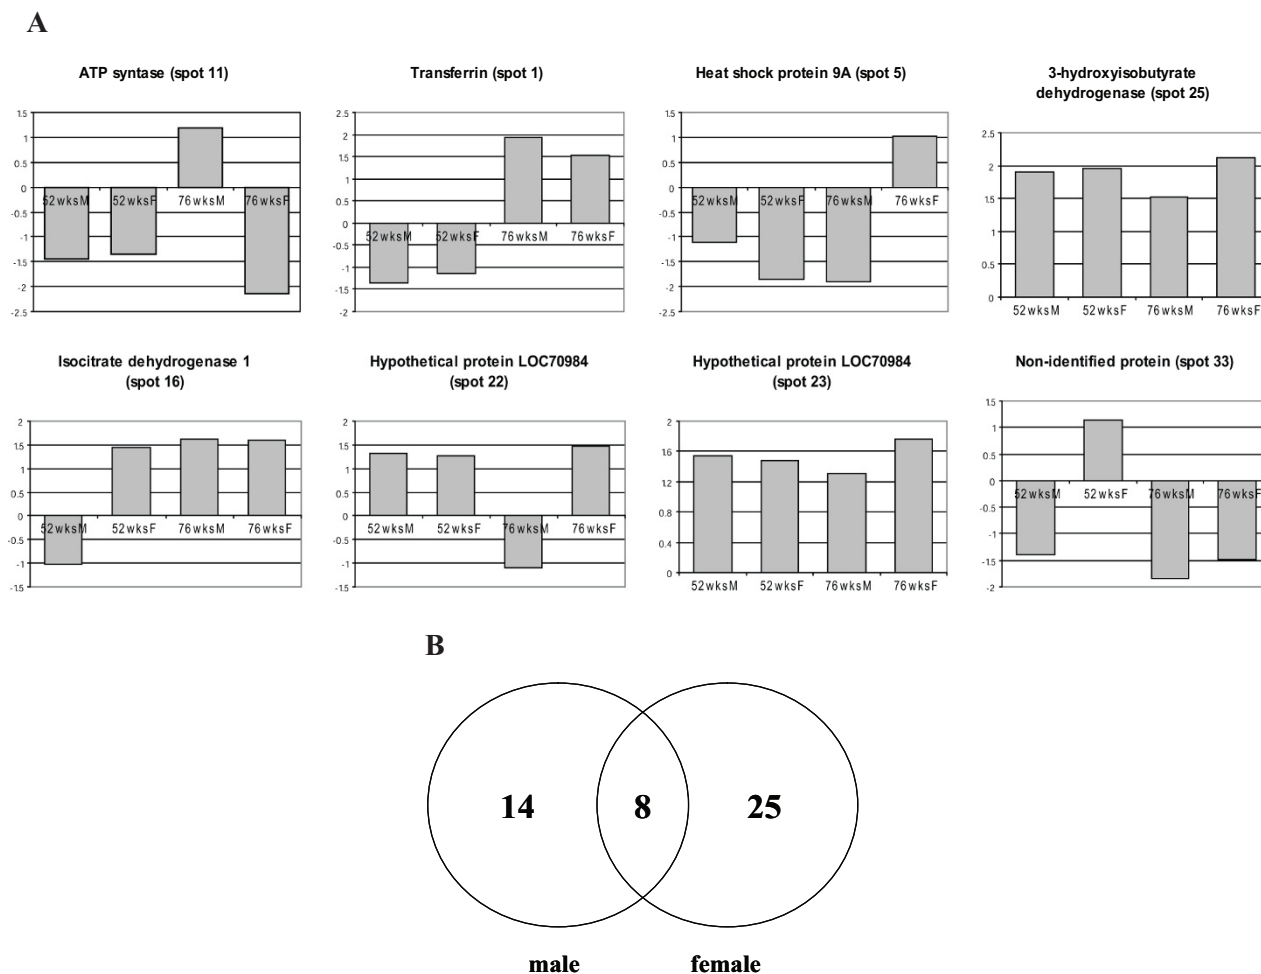 A
ATP syntase (spot 11)
1.5
1
0.5
0
-0.5
-1
-1.5
-2
-2.5
52wksM 52wksF 76wksM 76wksF
Transferrin (spot 1)
2.5
2
1.5
1
0.5
0
-0.5
-1
-1.5
-2
52wksM 52wksF 76wksM 76wksF
Heat shock protein 9A (spot 5)
1.5
1
0.5
0
-0.5
-1
-1.5
-2
-2.5
52wksM 52wksF 76wksM 76wksF
3-hydroxyisobutyrate
dehydrogenase (spot 25)
2.5
2
1.5
1
0.5
0
52wksM 52wksF 76wksM 76wksF
Isocitrate dehydrogenase 1
(spot 16)
2
1.5
1
0.5
0
-0.5
-1
-1.5
52wksM 52wksF 76wksM 76wksF
Hypothetical protein LOC70984
(spot 22)
2
1.5
1
0.5
0
-0.5
-1
-1.5
52wksM 52wksF 76wksM 76wksF
Hypothetical protein LOC70984
(spot 23)
2
1.6
1.2
0.8
0.4
0
52wksM 52wksF 76wksM 76wksF
Non-identified protein (spot 33)
1.5
1
0.5
0
-0.5
-1
-1.5
-2
52wksM 52wksF 76wksM 76wksF
B
14 8 25
male female